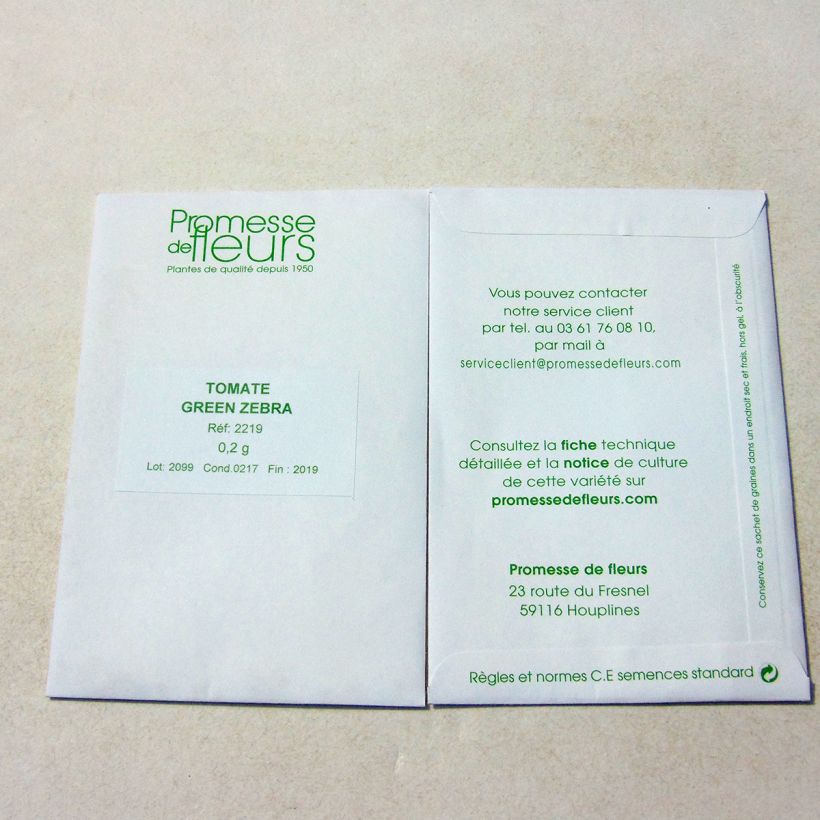 Promesse
de fleurs
Plantes de qualité depuis 1950
TOMATE
GREEN ZEBRA
Réf: 2219
0,2 g
Lot: 2099 Cond.0217 Fin : 2019
Vous pouvez contacter
notre service client
par tel. au 03 61 76 08 10,
par mail à
serviceclient@promessedefleurs.com
Consultez la fiche technique
détaillée et la notice de culture
de cette variété sur
promessedefleurs.com
Promesse de fleurs
23 route du Fresnel
59116 Houplines
Règles et normes C.E semences standard
Conservez ce sachet de graines dans un endroit sec et frais, hors gel, à l'obscurité